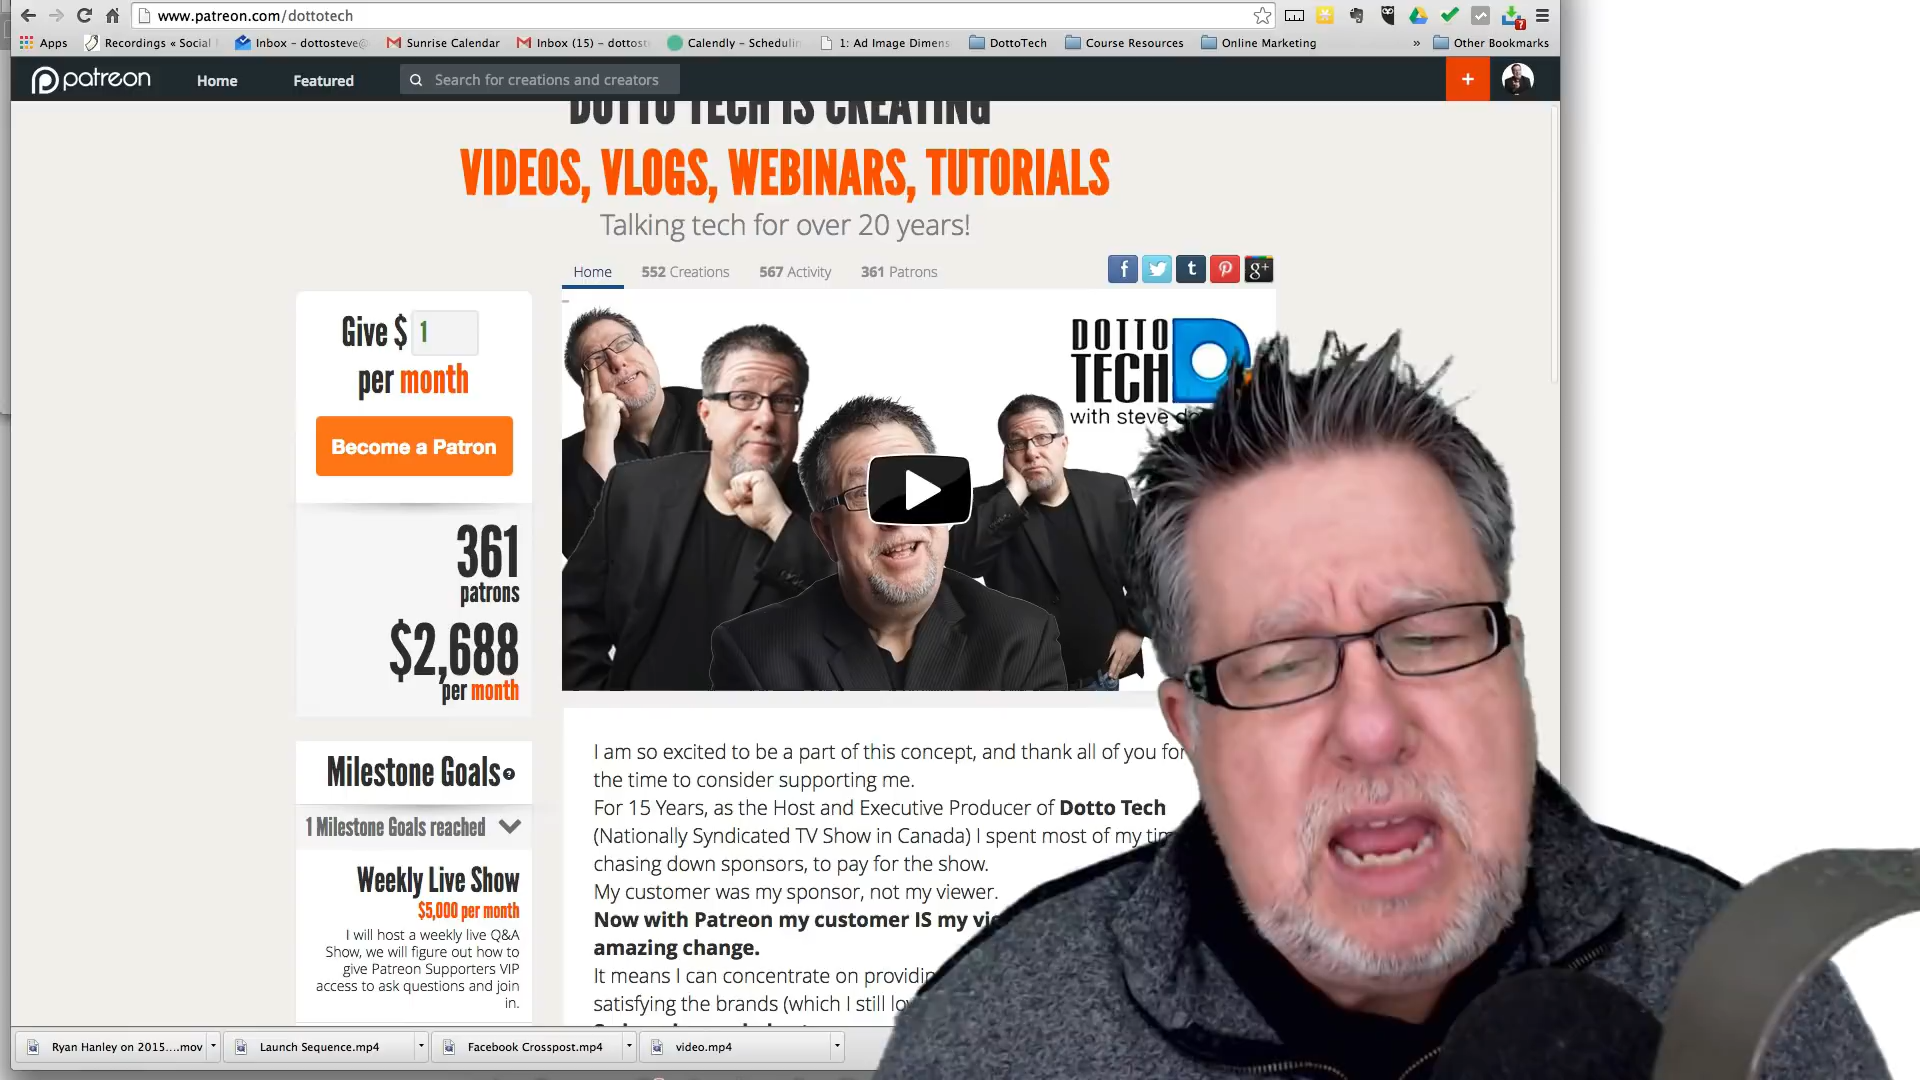 www.patreon.com/dottotech
Apps
Recordings « Social
Inbox – dottosteve@
Sunrise Calendar
Inbox (15) – dottost
Calendly – Schedulin
1: Ad Image Dimens
DottoTech
Course Resources
Online Marketing
»
Other Bookmarks
patreon
Home
Featured
Search for creations and creators
+
DOTTO TECH IS CREATING
VIDEOS, VLOGS, WEBINARS, TUTORIALS
Talking tech for over 20 years!
Home
552 Creations
567 Activity
361 Patrons
Give $ 1
per month
Become a Patron
361
patrons
$2,688
per month
Milestone Goals
1 Milestone Goals reached
Weekly Live Show
$5,000 per month
I will host a weekly live Q&A
Show, we will figure out how to
give Patreon Supporters VIP
access to ask questions and join
in.
DOTTO
TECH
with steve do
I am so excited to be a part of this concept, and thank all of you for
the time to consider supporting me.
For 15 Years, as the Host and Executive Producer of Dotto Tech
(Nationally Syndicated TV Show in Canada) I spent most of my tim
chasing down sponsors, to pay for the show.
My customer was my sponsor, not my viewer.
Now with Patreon my customer IS my vie
amazing change.
It means I can concentrate on providin
satisfying the brands (which I still lo
Ryan Hanley on 2015....mov
Launch Sequence.mp4
Facebook Crosspost.mp4
video.mp4